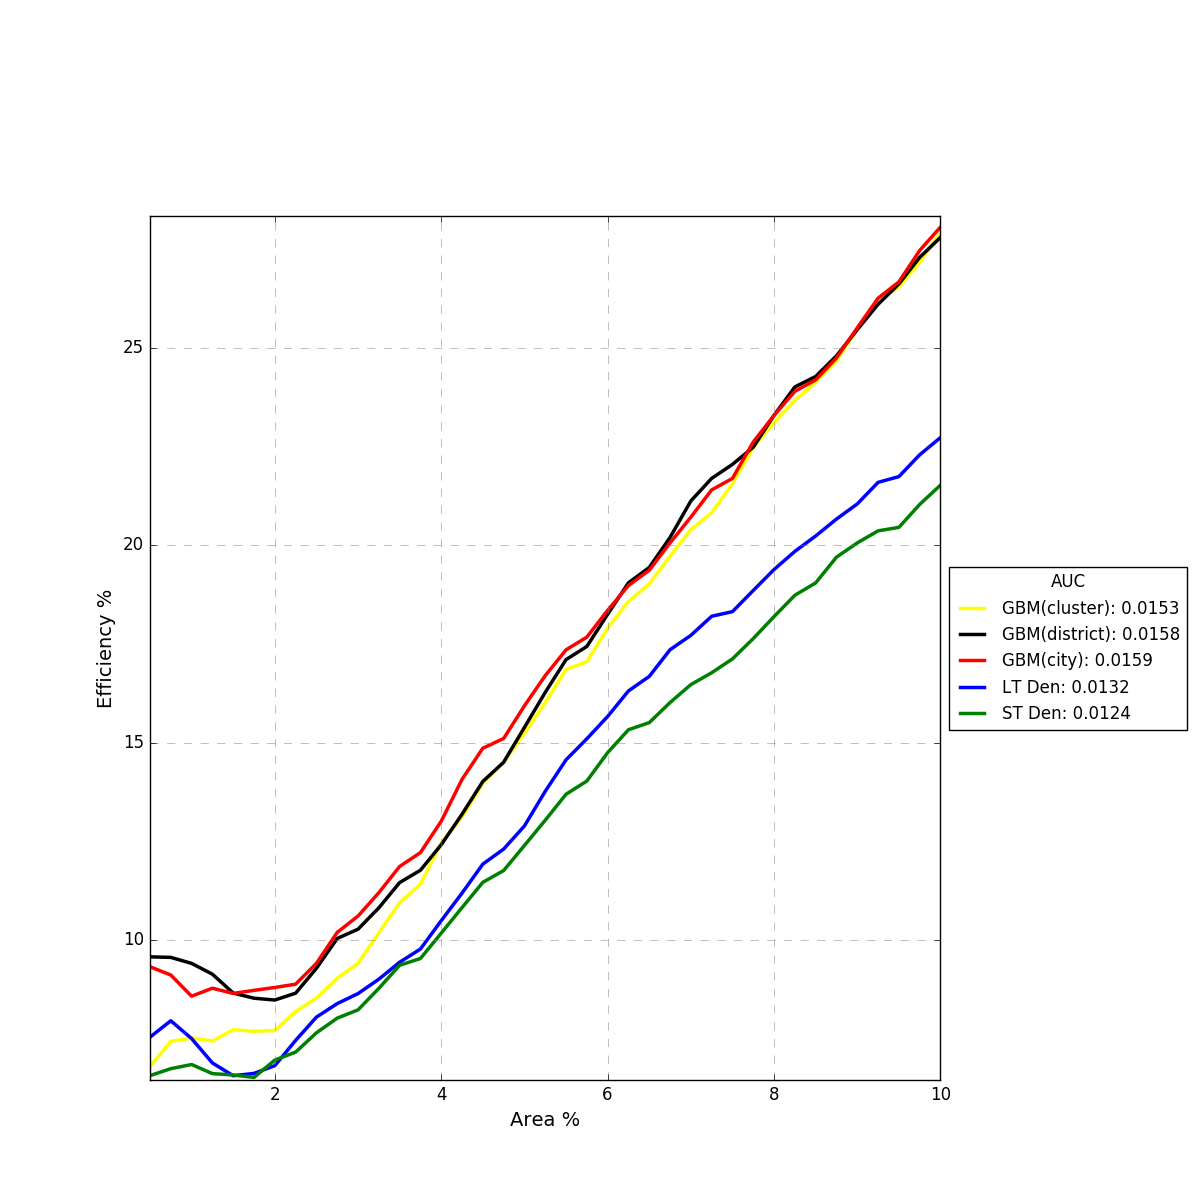 25
20
15
10
2 4 6 8 10
Area %
Efficiency %
AUC
GBM(cluster): 0.0153
GBM(district): 0.0158
GBM(city): 0.0159
LT Den: 0.0132
ST Den: 0.0124